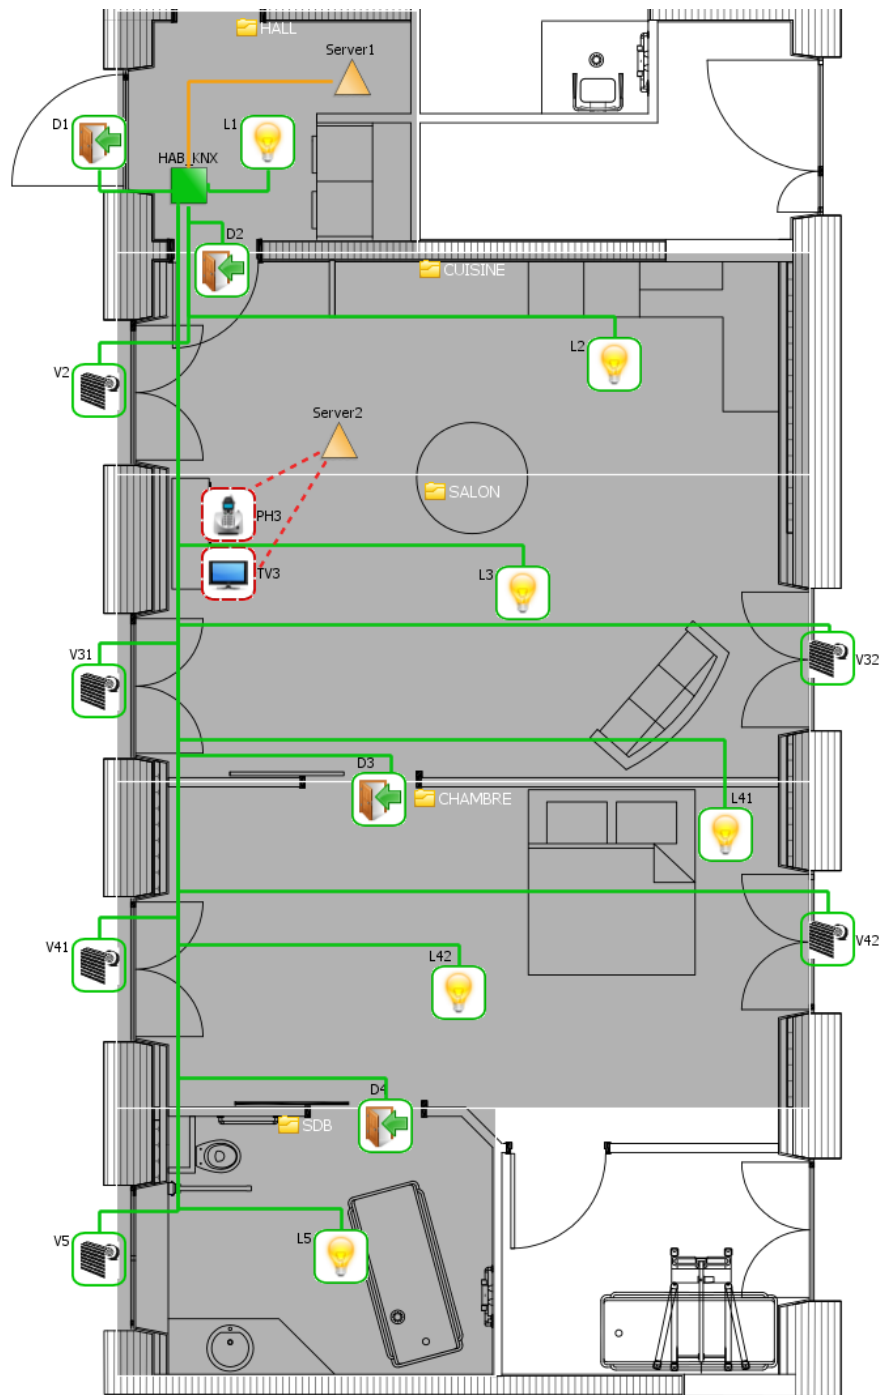 HALL
Server1
D1
L1
HAB_KNX
D2
CUISINE
L2
V2
Server2
SALON
PH3
TV3
L3
V31
V32
D3
CHAMBRE
L41
V41
V42
L42
D4
SDB
V5
L5